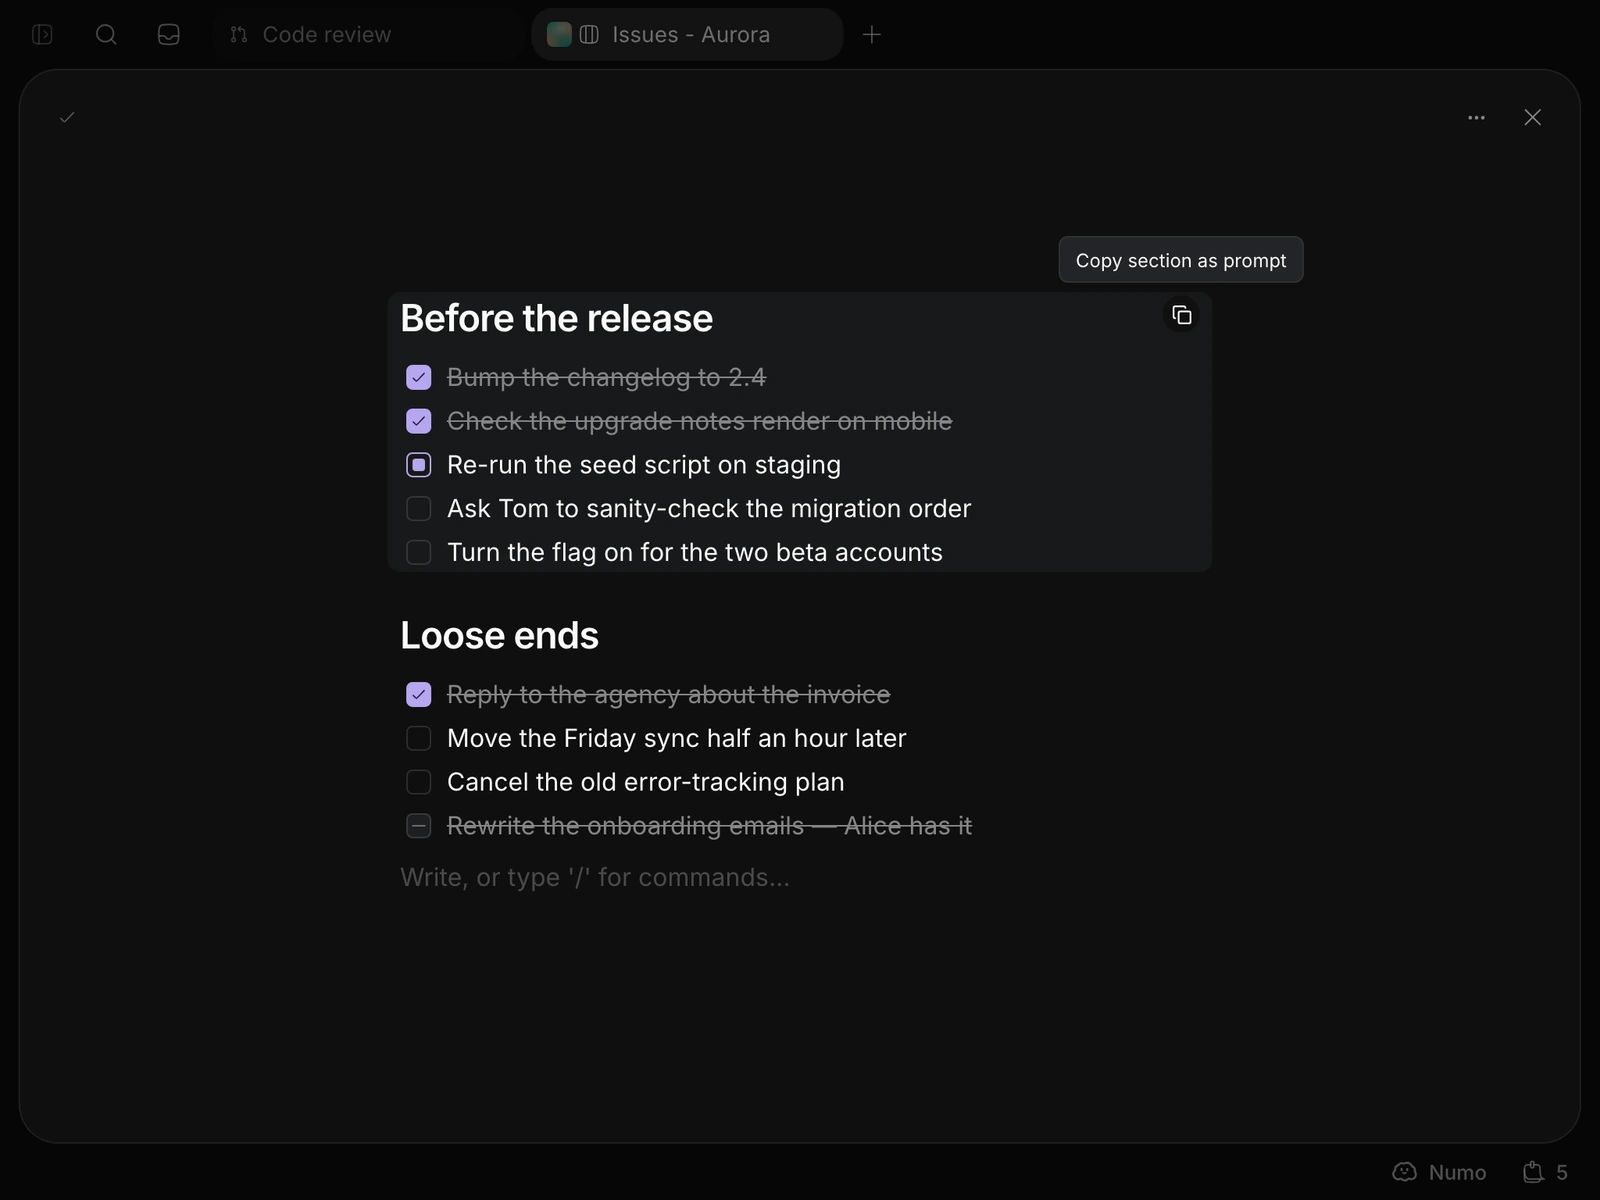 Code review
Issues - Aurora
Copy section as prompt
Before the release
Bump the changelog to 2.4
Check the upgrade notes render on mobile
Re-run the seed script on staging
Ask Tom to sanity-check the migration order
Turn the flag on for the two beta accounts
Loose ends
Reply to the agency about the invoice
Move the Friday sync half an hour later
Cancel the old error-tracking plan
Rewrite the onboarding emails — Alice has it
Write, or type '/' for commands...
Numo
5